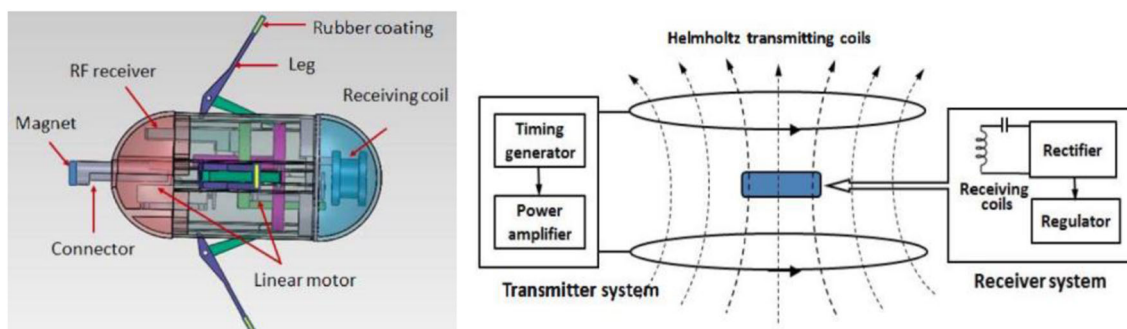 Rubber coating
Leg
RF receiver
Receiving coil
Magnet
Connector
Linear motor
Helmholtz transmitting coils
Timing
generator
Power
amplifier
Transmitter system
Rectifier
Receiving
coils
Regulator
Receiver system